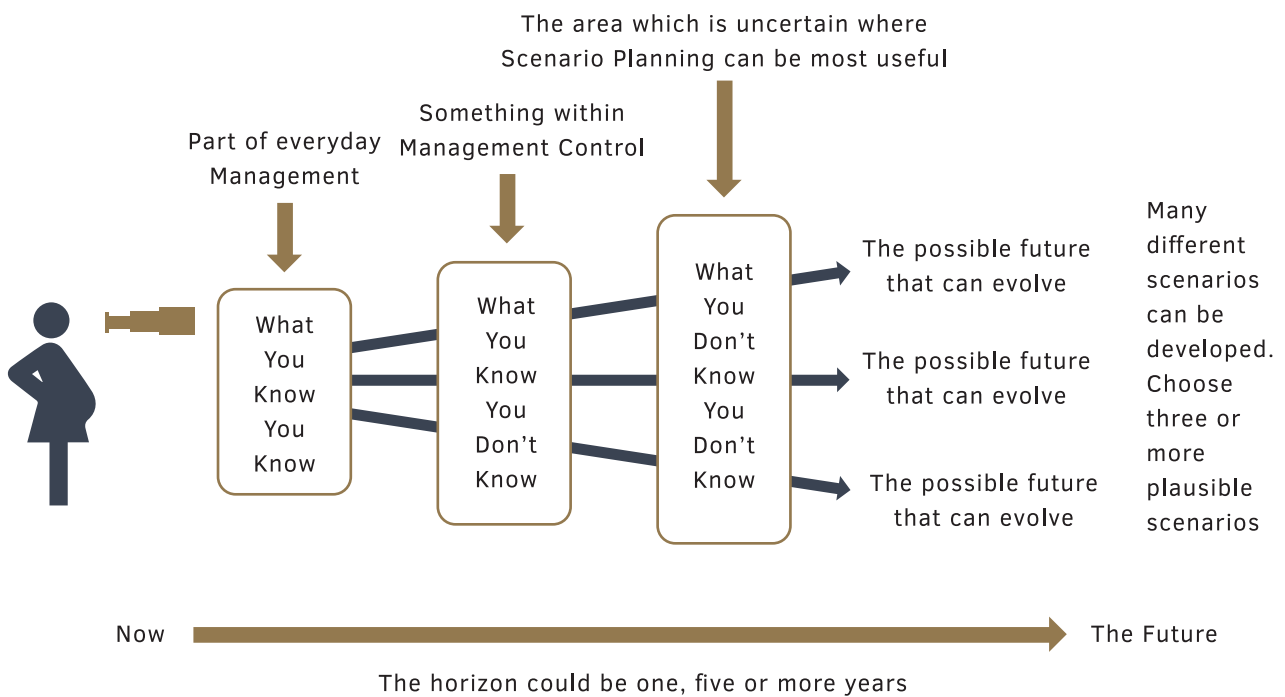 The area which is uncertain where
Scenario Planning can be most useful
Something within
Management Control
Part of everyday
Management
What
You
Know
You
Know
What
You
Know
You
Don’t
Know
What
You
Don't
Know
You
Don't
Know
The possible future
that can evolve
The possible future
that can evolve
The possible future
that can evolve
Many
different
scenarios
can be
developed.
Choose
three or
more
plausible
scenarios
Now
The Future
The horizon could be one, five or more years